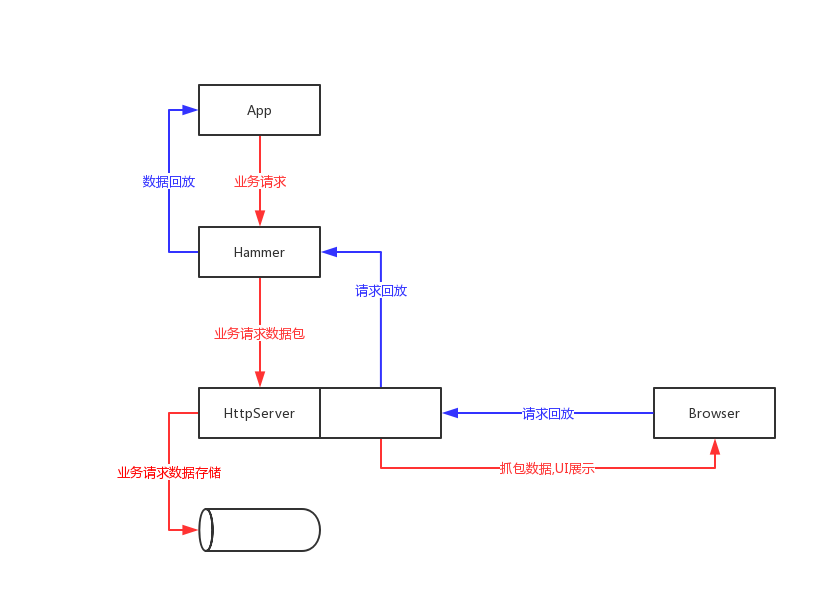 App
数据回放
业务请求
Hammer
请求回放
业务请求数据包
HttpServer
请求回放
Browser
抓包数据,UI展示
业务请求数据存储